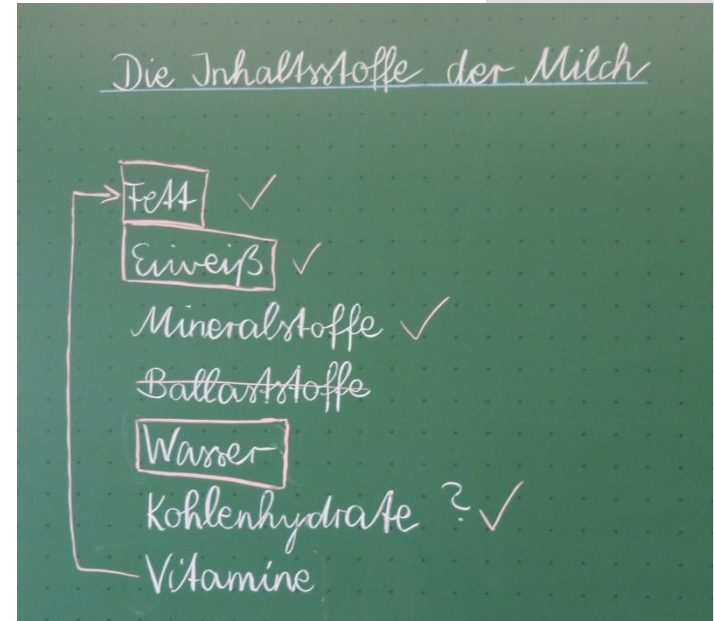 Die Inhaltsstoffe der Milch
Fett ✓
Eiweiß ✓
Mineralstoffe ✓
Ballaststoffe
Wasser
Kohlenhydrate ? ✓
Vitamine